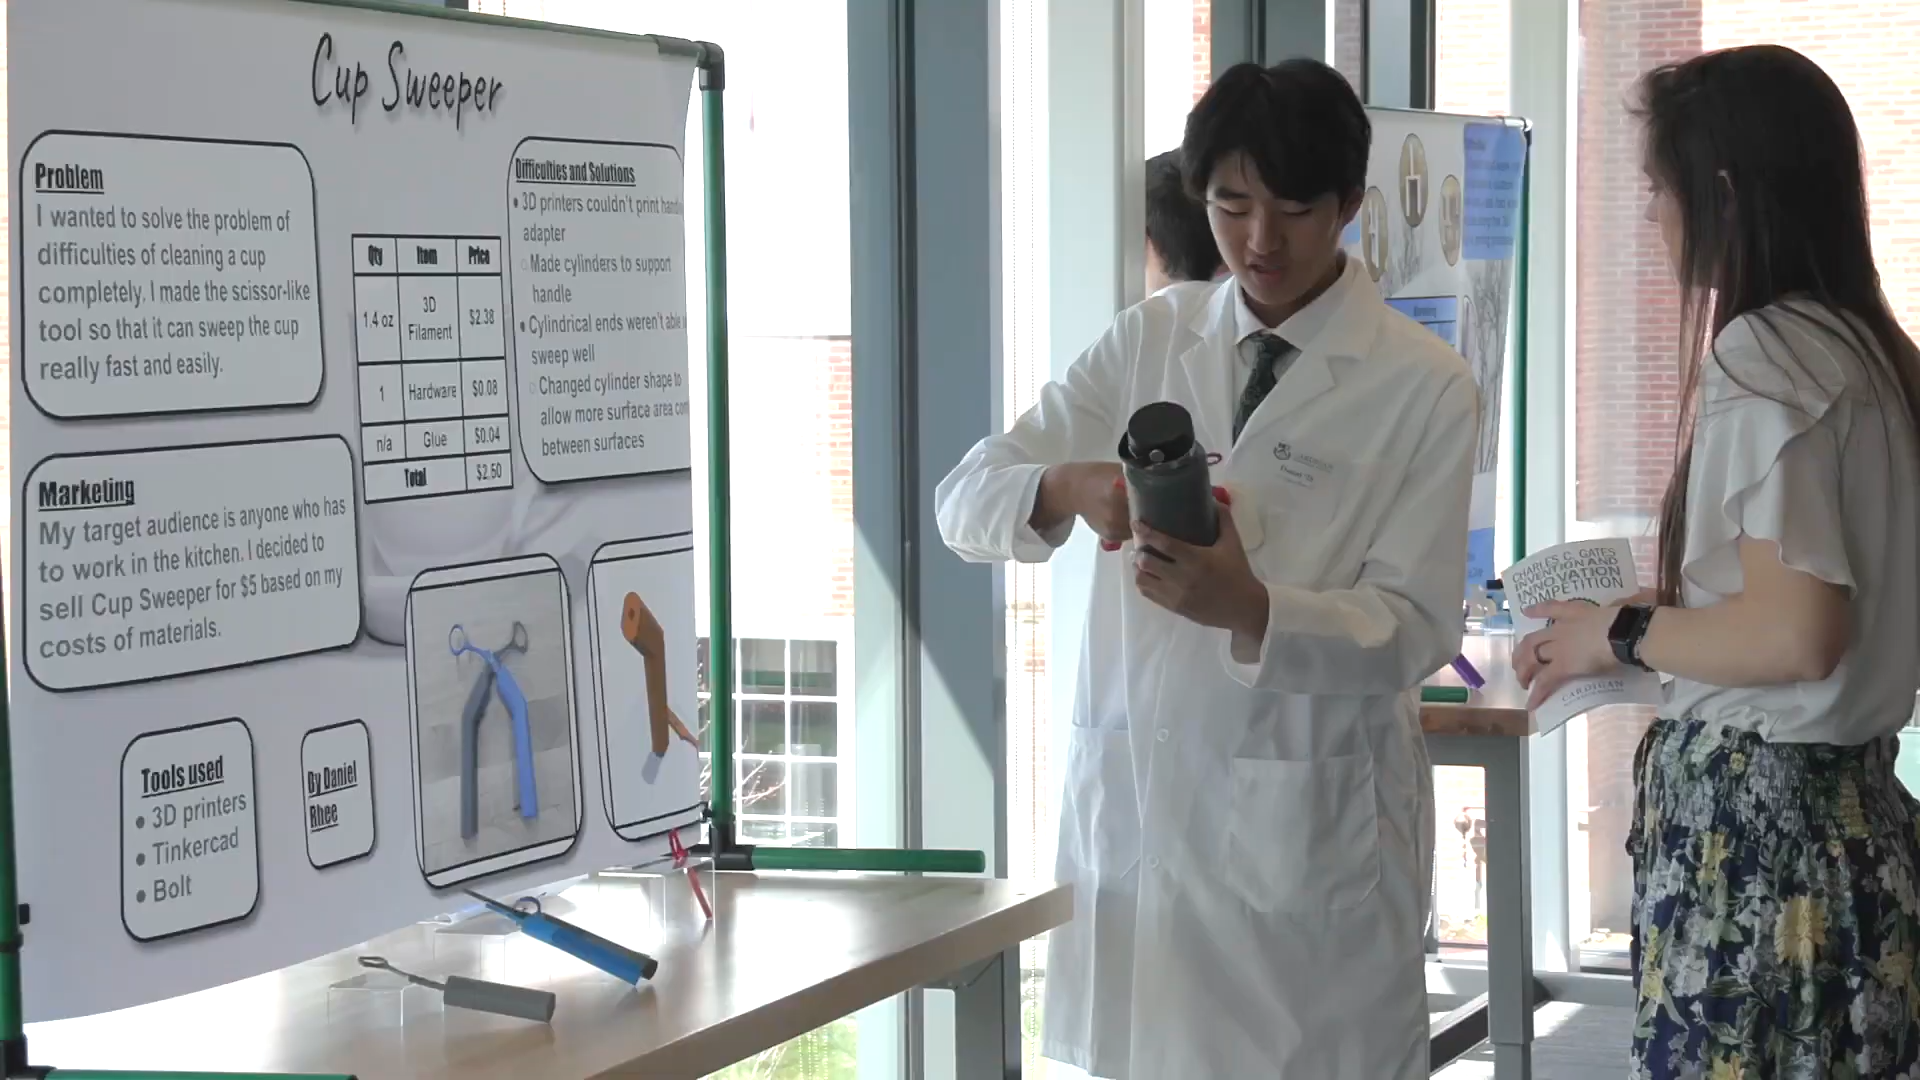 Cup Sweeper
Problem
I wanted to solve the problem of
difficulties of cleaning a cup
completely. I made the scissor-like
tool so that it can sweep the cup
really fast and easily.
Marketing
My target audience is anyone who has
to work in the kitchen. I decided to
sell Cup Sweeper for $5 based on my
costs of materials.
Tools used
• 3D printers
• Tinkercad
• Bolt
By Daniel
Rhee
Qty Item Price
1.4 oz 3D Filament $2.38
1 Hardware $0.08
n/a Glue $0.04
Total $2.50
Difficulties and Solutions
• 3D printers couldn't print
adapter
○ Made cylinders to support
handle
• Cylindrical ends weren't able
sweep well
○ Changed cylinder shape to
allow more surface area
between surfaces
CHARLES C. GATES
INVENTION AND
INNOVATION
COMPETITION
CARDIGAN